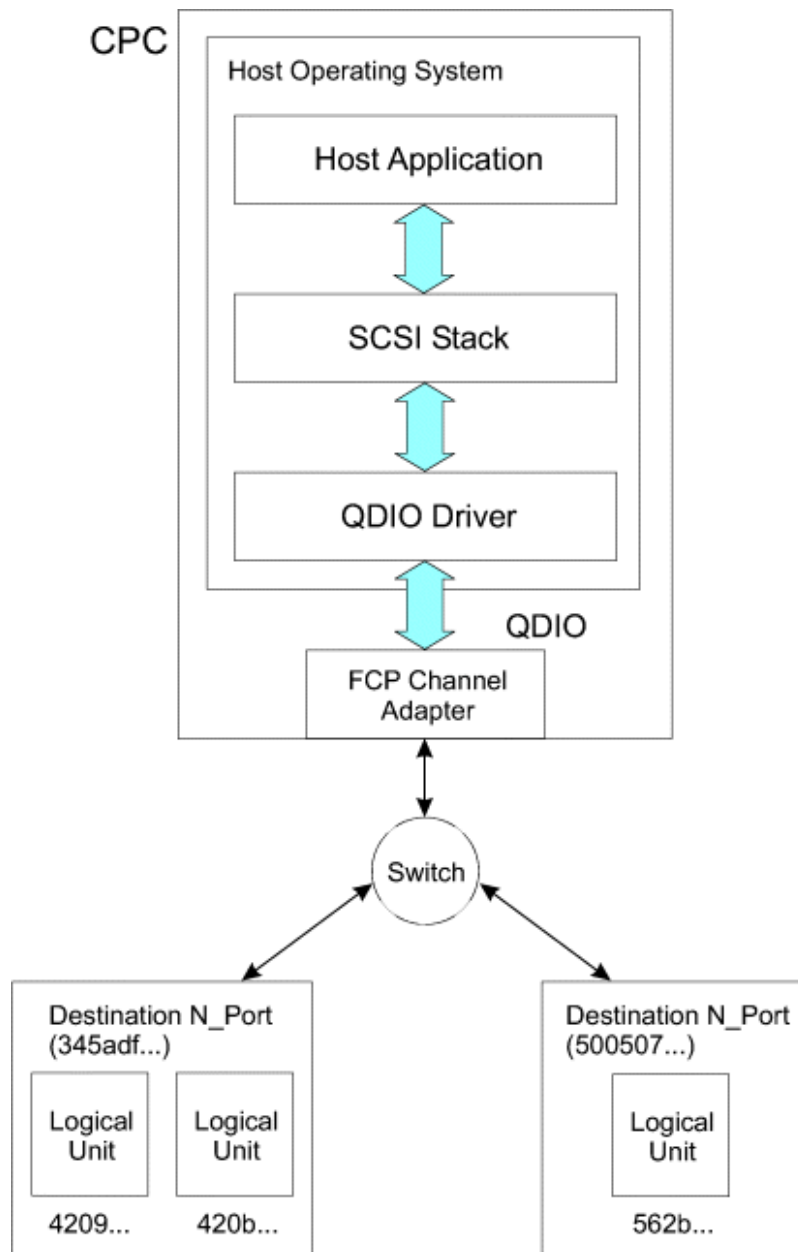 CPC
Host Operating System
Host Application
SCSI Stack
QDIO Driver
QDIO
FCP Channel
Adapter
Switch
Destination N_Port
(345adf...)
Logical
Unit
Logical
Unit
4209...
420b...
Destination N_Port
(500507...)
Logical
Unit
562b...